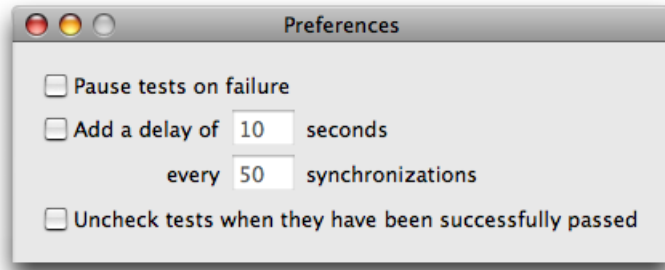 Preferences
Pause tests on failure
Add a delay of 10 seconds
every 50 synchronizations
Uncheck tests when they have been successfully passed